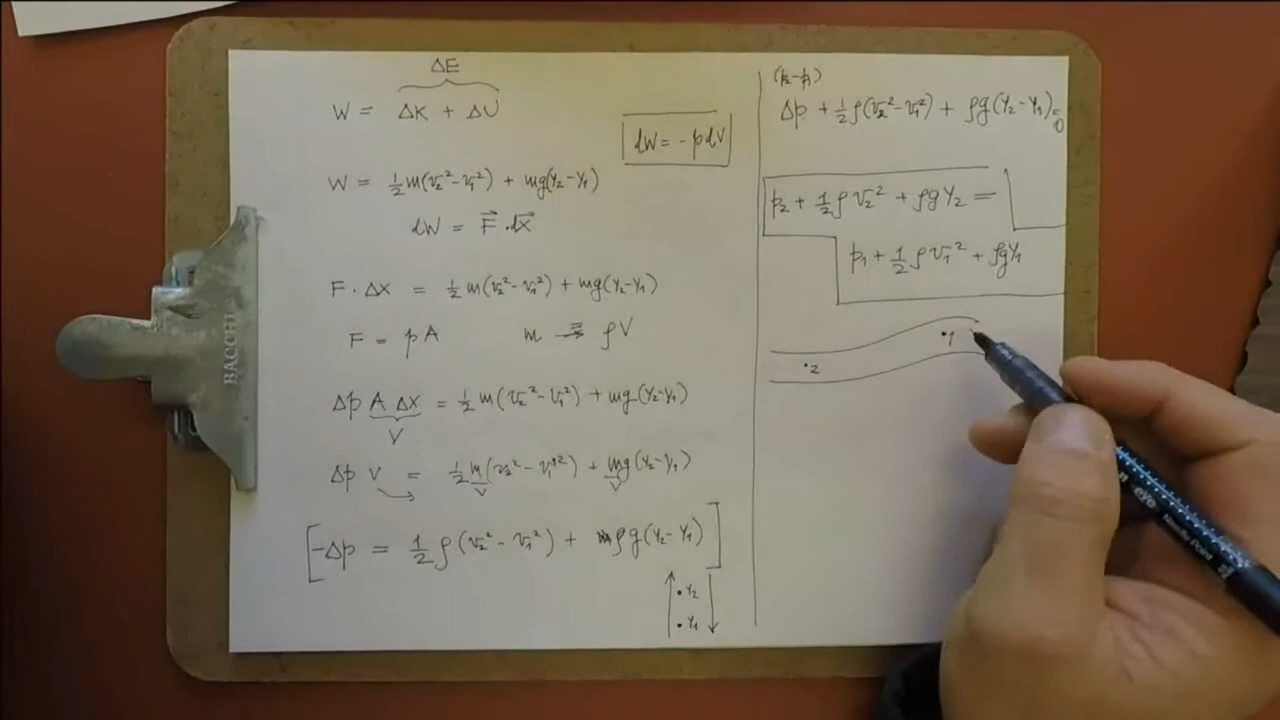 ΔE
W = ΔK + ΔU
dW = -pdV
W = ½m(v₂²-v₁²) + mg(y₂-y₁)
dW = F⃗·dx⃗
F·Δx = ½m(v₂²-v₁²) + mg(y₂-y₁)
F = pA m ρV
Δp A Δx = ½m(v₂²-v₁²) + mg(y₂-y₁)
V
Δp V = ½m(v₂²-v₁²) + mg(y₂-y₁)
V V
[-Δp = ½ρ(v₂²-v₁²) + ρg(y₂-y₁)]
•y₂
•y₁
(p₂-p₁)
Δp + ½ρ(v₂²-v₁²) + ρg(y₂-y₁)=0
p₂ + ½ρv₂² + ρgy₂ =
p₁ + ½ρv₁² + ρgy₁
•1
•2
BACCHI